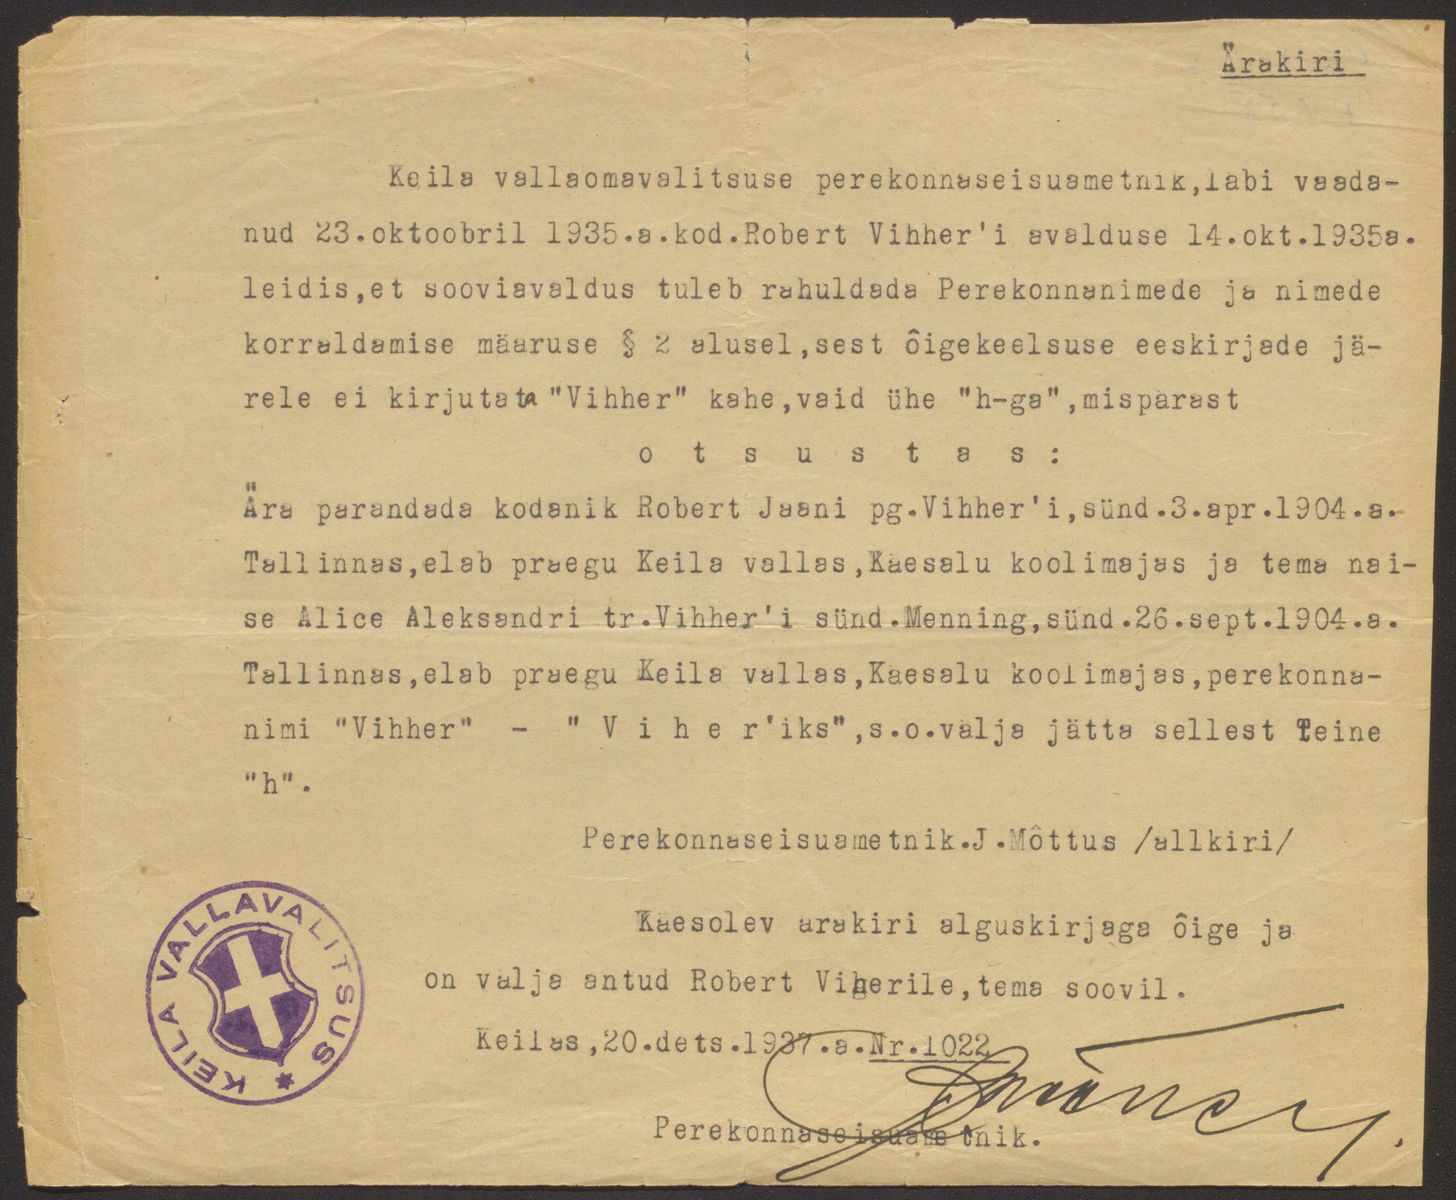 Ärakiri
Keila vallaomavalitsuse perekonnaseisuametnik,läbi vaada-
nud 23.oktoobril 1935.a.kod.Robert Vihher'i avalduse 14.okt.1935a.
leidis,et sooviavaldus tuleb rahuldada Perekonnanimede ja nimede
korraldamise määruse § 2 alusel,sest õigekeelsuse eeskirjade jä-
rele ei kirjutata "Vihher" kahe,vaid ühe "h-ga",mispärast
o t s u s t a s :
Ära parandada kodanik Robert Jaani pg.Vihher'i,sünd.3.apr.1904.a.
Tallinnas,elab praegu Keila vallas,Käesalu koolimajas ja tema nai-
se Alice Aleksandri tr.Vihher'i sünd.Menning,sünd.26.sept.1904.a.
Tallinnas,elab praegu Keila vallas,Käesalu koolimajas,perekonna-
nimi "Vihher" - " V i h e r'iks",s.o.välja jätta sellest teine
"h".
Perekonnaseisuametnik.J.Mõttus /allkiri/
Käesolev ärakiri alguskirjaga õige ja
on välja antud Robert Viherile,tema soovil.
Keilas,20.dets.1937.a.Nr.1022
Perekonnaseisuametnik.
KEILA VALLAVALITSUS *